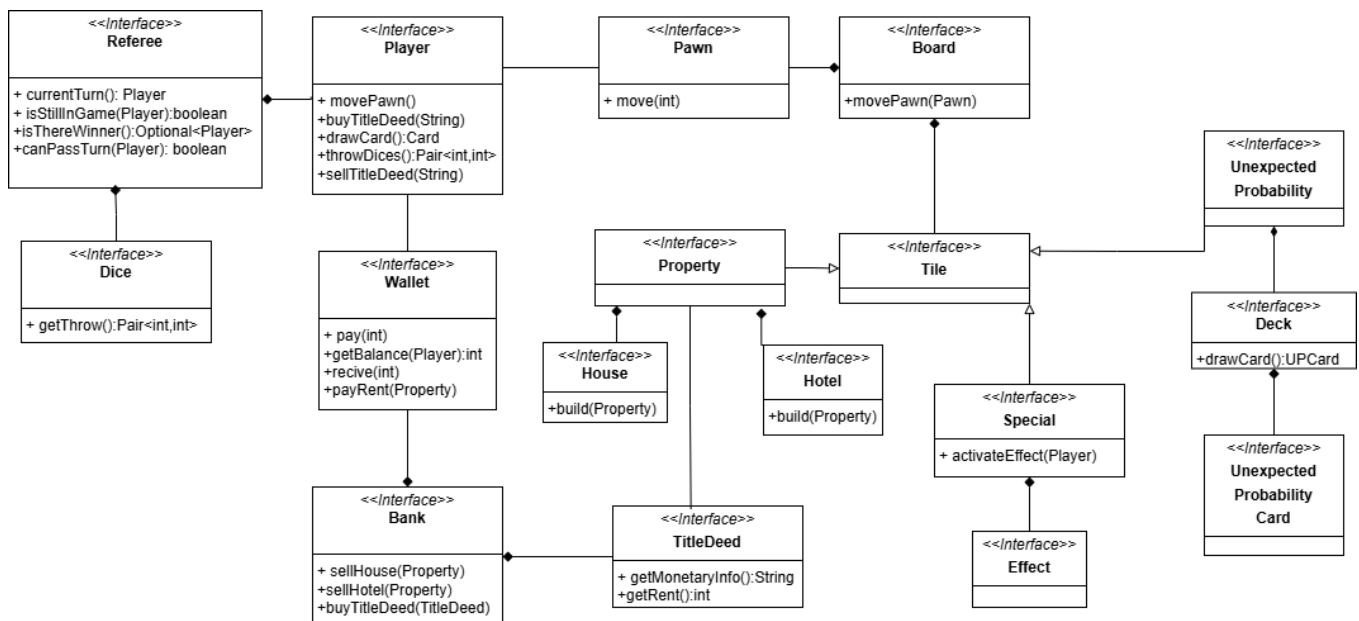 <<Interface>>
Referee
+ currentTurn(): Player
+ isStillInGame(Player):boolean
+isThereWinner():Optional<Player>
+canPassTurn(Player): boolean
<<Interface>>
Player
+ movePawn()
+buyTitleDeed(String)
+drawCard():Card
+throwDices():Pair<int,int>
+sellTitleDeed(String)
<<Interface>>
Pawn
+ move(int)
<<Interface>>
Board
+movePawn(Pawn)
<<Interface>>
Unexpected
Probability
<<Interface>>
Dice
+ getThrow():Pair<int,int>
<<Interface>>
Wallet
+ pay(int)
+getBalance(Player):int
+recive(int)
+payRent(Property)
<<Interface>>
Property
<<Interface>>
Tile
<<Interface>>
Deck
+drawCard():UPCard
<<Interface>>
House
+build(Property)
<<Interface>>
Hotel
+build(Property)
<<Interface>>
Special
+ activateEffect(Player)
<<Interface>>
Unexpected
Probability
Card
<<Interface>>
Bank
+ sellHouse(Property)
+sellHotel(Property)
+buyTitleDeed(TitleDeed)
<<Interface>>
TitleDeed
+ getMonetaryInfo():String
+getRent():int
<<Interface>>
Effect